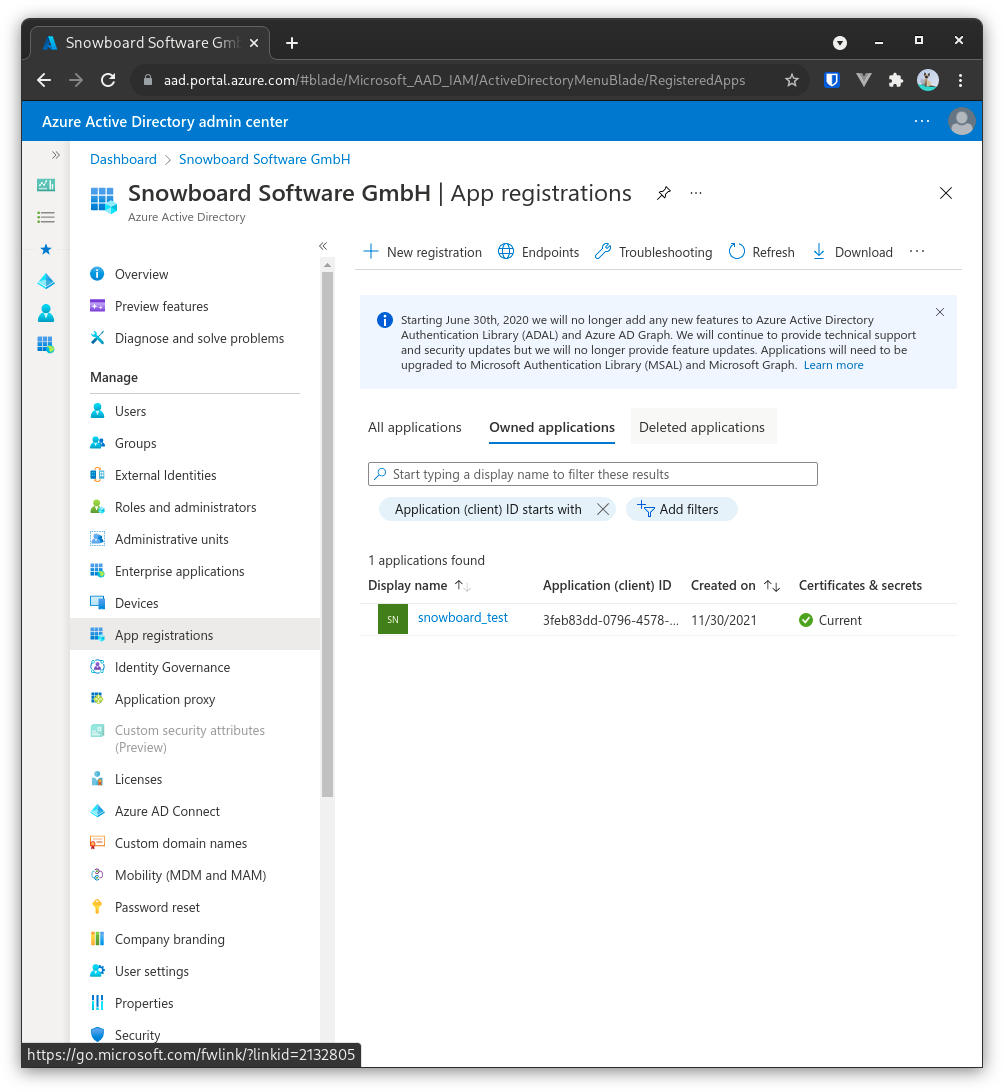 Snowboard Software Gm
aad.portal.azure.com/#blade/Microsoft_AAD_IAM/ActiveDirectoryMenuBlade/RegisteredApps
Azure Active Directory admin center
Dashboard > Snowboard Software GmbH
Snowboard Software GmbH | App registrations
Azure Active Directory
Overview
Preview features
Diagnose and solve problems
Manage
Users
Groups
External Identities
Roles and administrators
Administrative units
Enterprise applications
Devices
App registrations
Identity Governance
Application proxy
Custom security attributes
(Preview)
Licenses
Azure AD Connect
Custom domain names
Mobility (MDM and MAM)
Password reset
Company branding
User settings
Properties
Security
New registration Endpoints Troubleshooting Refresh Download
Starting June 30th, 2020 we will no longer add any new features to Azure Active Directory
Authentication Library (ADAL) and Azure AD Graph. We will continue to provide technical support
and security updates but we will no longer provide feature updates. Applications will need to be
upgraded to Microsoft Authentication Library (MSAL) and Microsoft Graph. Learn more
All applications Owned applications Deleted applications
Start typing a display name to filter these results
Application (client) ID starts with Add filters
1 applications found
Display name Application (client) ID Created on Certificates & secrets
SN snowboard_test 3feb83dd-0796-4578-... 11/30/2021 Current
https://go.microsoft.com/fwlink/?linkid=2132805